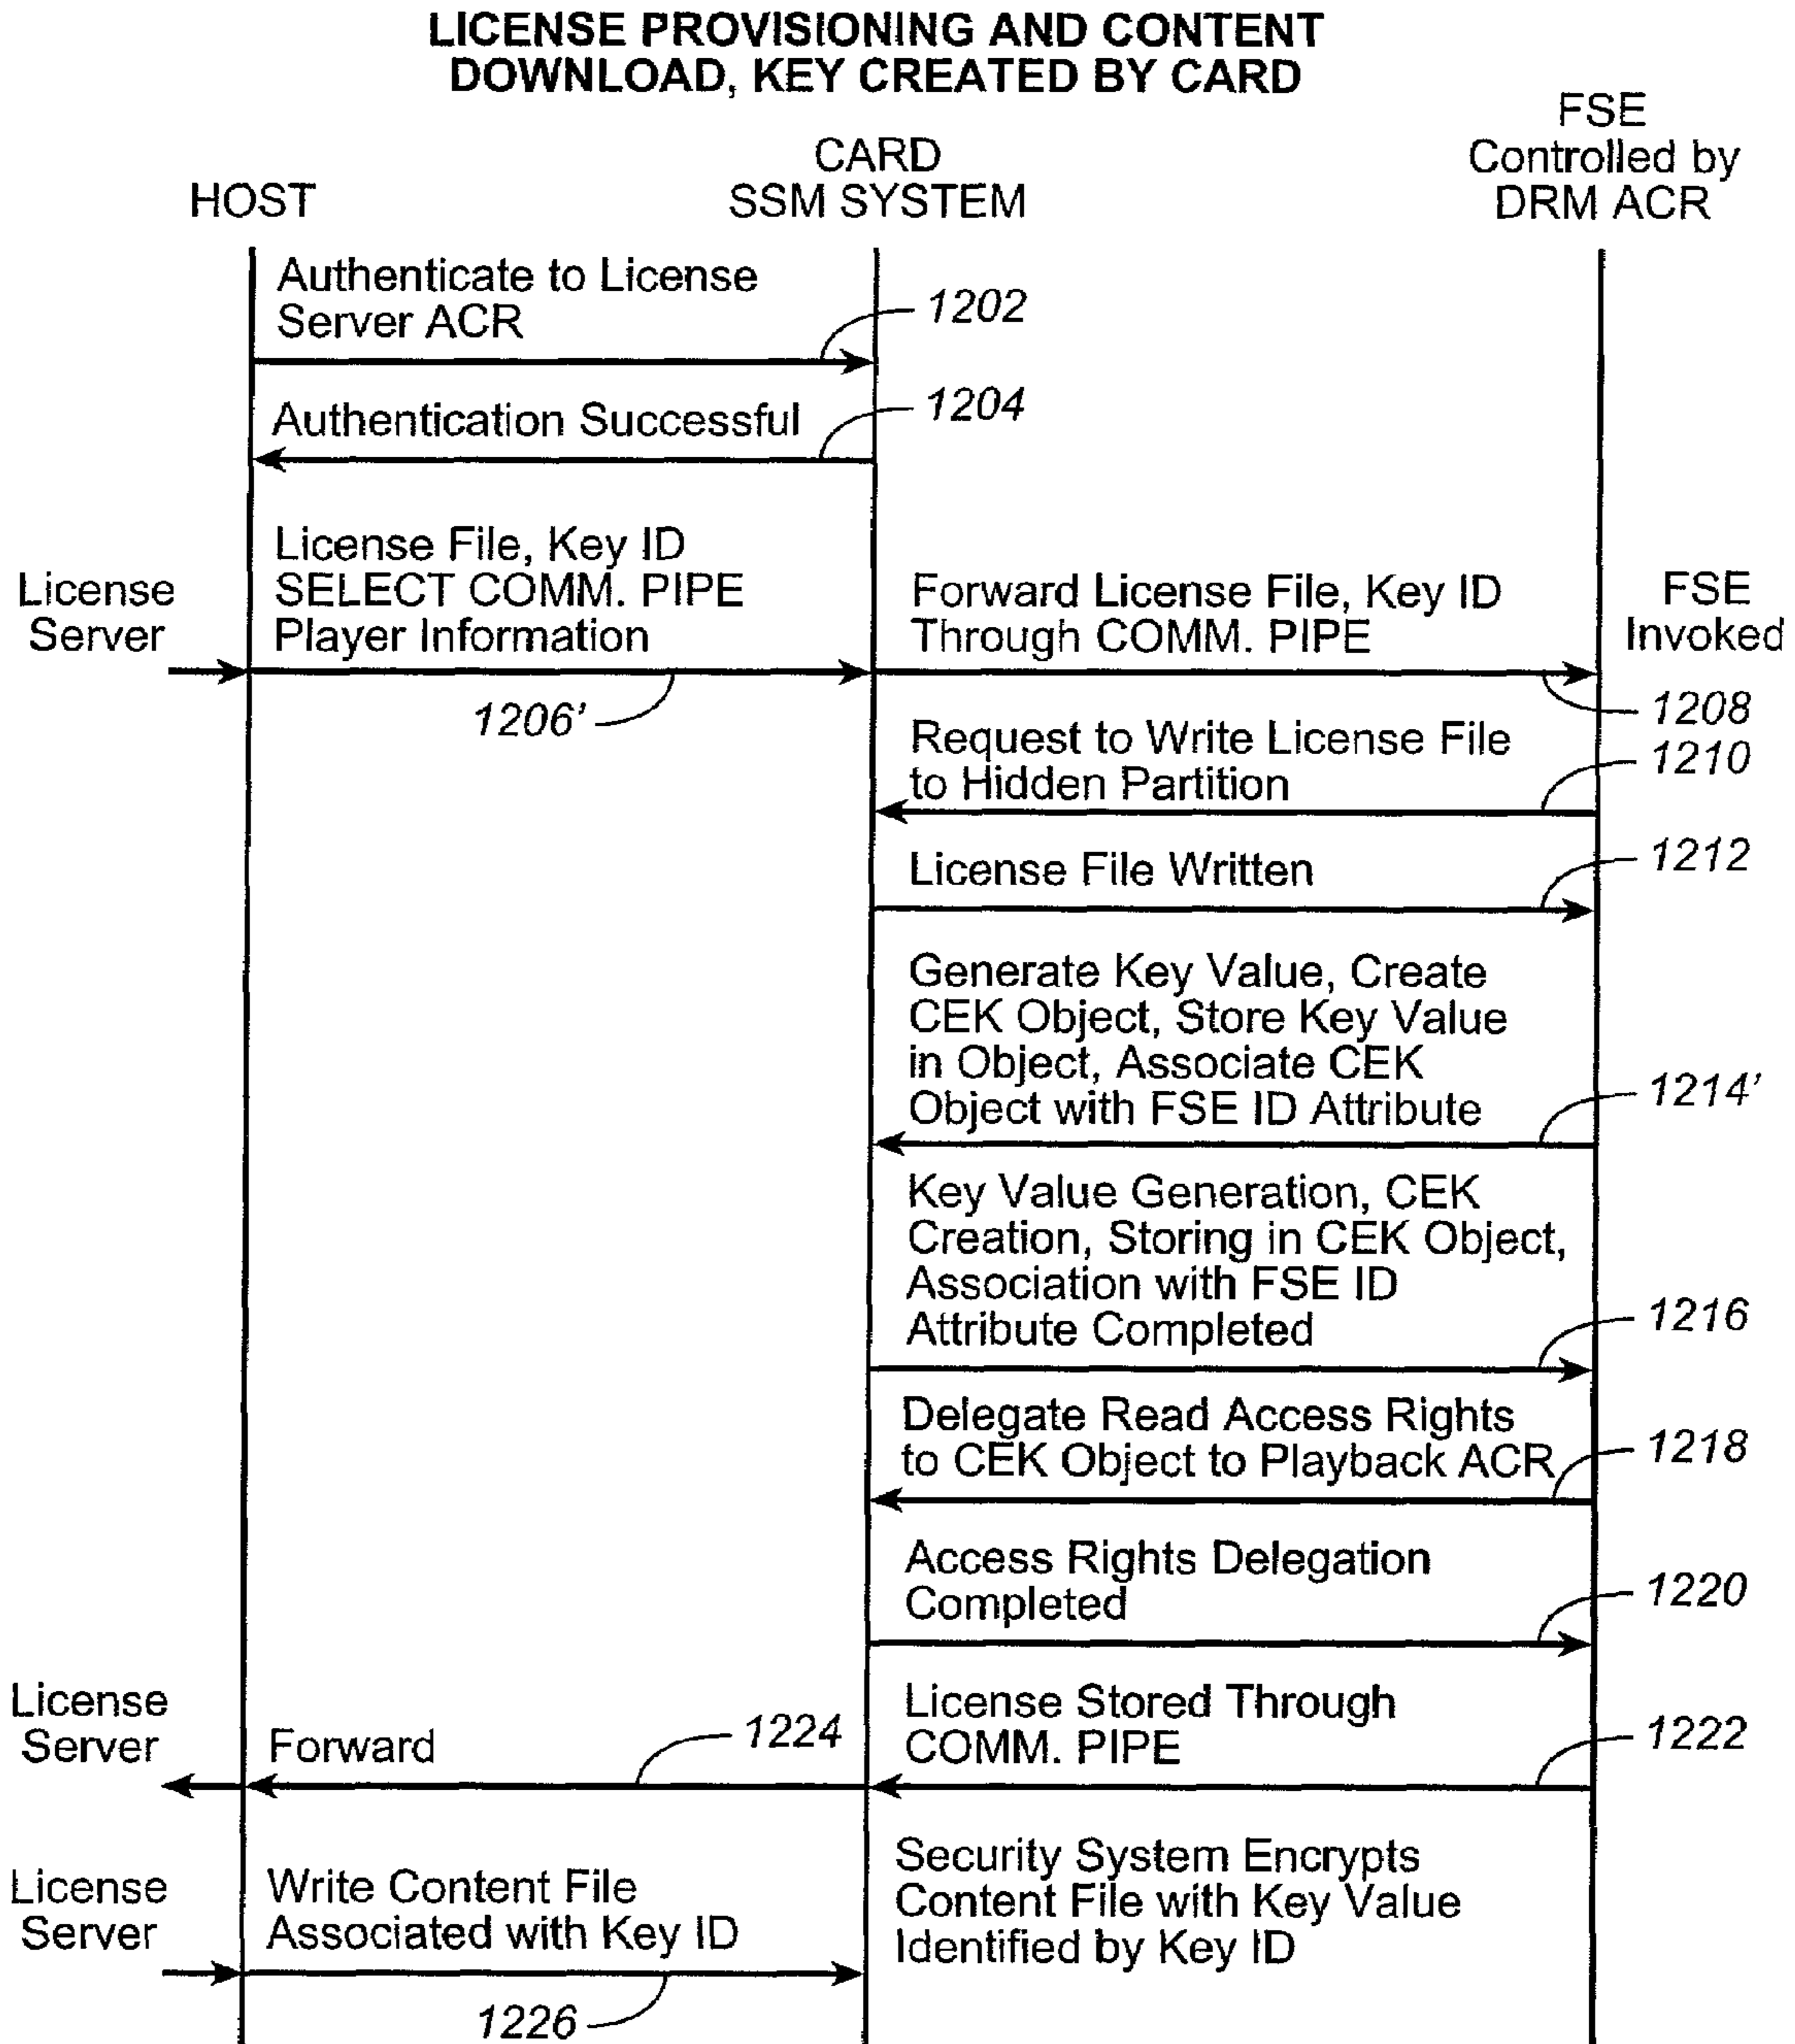 LICENSE PROVISIONING AND CONTENT
DOWNLOAD, KEY CREATED BY CARD
HOST
CARD
SSM SYSTEM
FSE
Controlled by
DRM ACR
Authenticate to License
Server ACR
1202
Authentication Successful
1204
License
Server
License File, Key ID
SELECT COMM. PIPE
Player Information
1206'
Forward License File, Key ID
Through COMM. PIPE
FSE
Invoked
1208
Request to Write License File
to Hidden Partition
1210
License File Written
1212
Generate Key Value, Create
CEK Object, Store Key Value
in Object, Associate CEK
Object with FSE ID Attribute
1214'
Key Value Generation, CEK
Creation, Storing in CEK Object,
Association with FSE ID
Attribute Completed
1216
Delegate Read Access Rights
to CEK Object to Playback ACR
1218
Access Rights Delegation
Completed
1220
License Stored Through
COMM. PIPE
1222
License
Server
Forward
1224
License
Server
Write Content File
Associated with Key ID
1226
Security System Encrypts
Content File with Key Value
Identified by Key ID